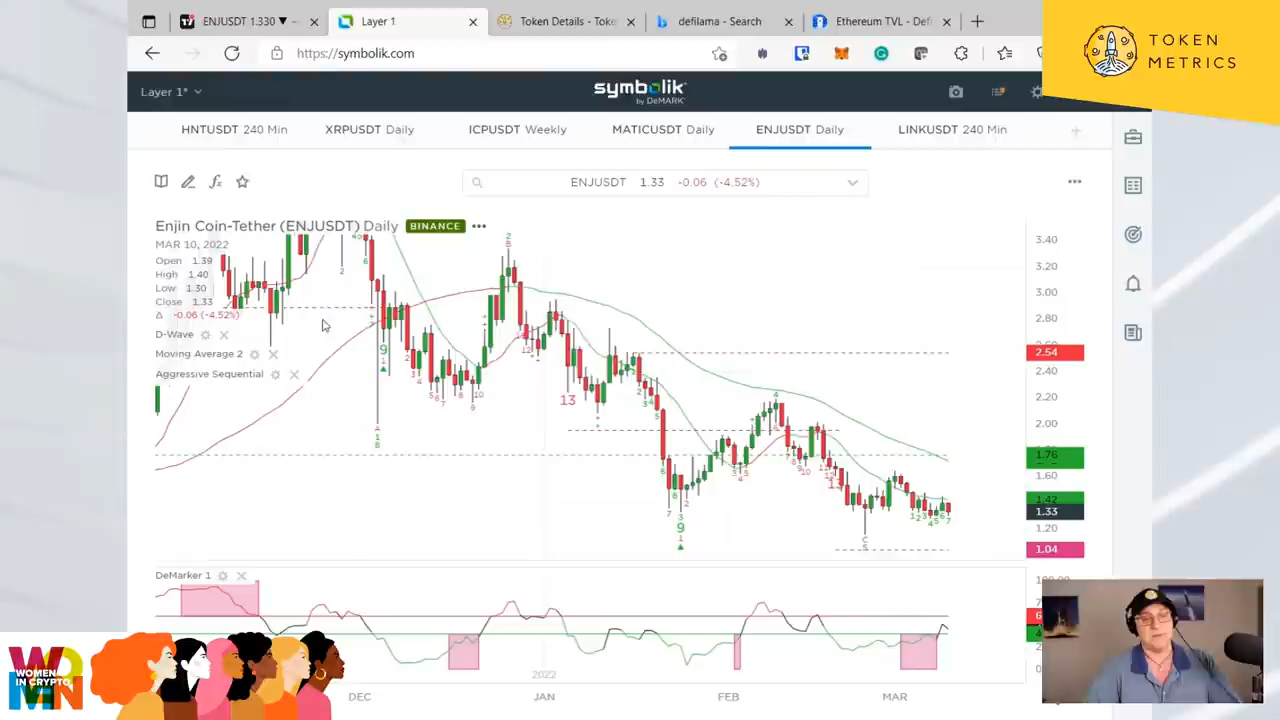 ENJUSDT 1.330 ▼
Layer 1
Token Details - Toke
defilama - Search
Ethereum TVL - Def
TOKEN
METRICS
https://symbolik.com
Layer 1*
symbolik
by DeMARK
HNTUSDT 240 Min
XRPUSDT Daily
ICPUSDT Weekly
MATICUSDT Daily
ENJUSDT Daily
LINKUSDT 240 Min
ENJUSDT 1.33 -0.06 (-4.52%)
Enjin Coin-Tether (ENJUSDT) Daily BINANCE
MAR 10, 2022
Open 1.39
High 1.40
Low 1.30
Close 1.33
Δ -0.06 (-4.52%)
D-Wave
Moving Average 2
Aggressive Sequential
3.40
3.20
3.00
2.80
2.54
2.40
2.20
2.00
1.76
1.60
1.42
1.33
1.20
1.04
9
13
9
13
DeMarker 1
2022
DEC
JAN
FEB
MAR
WOMEN
IN CRYPTO